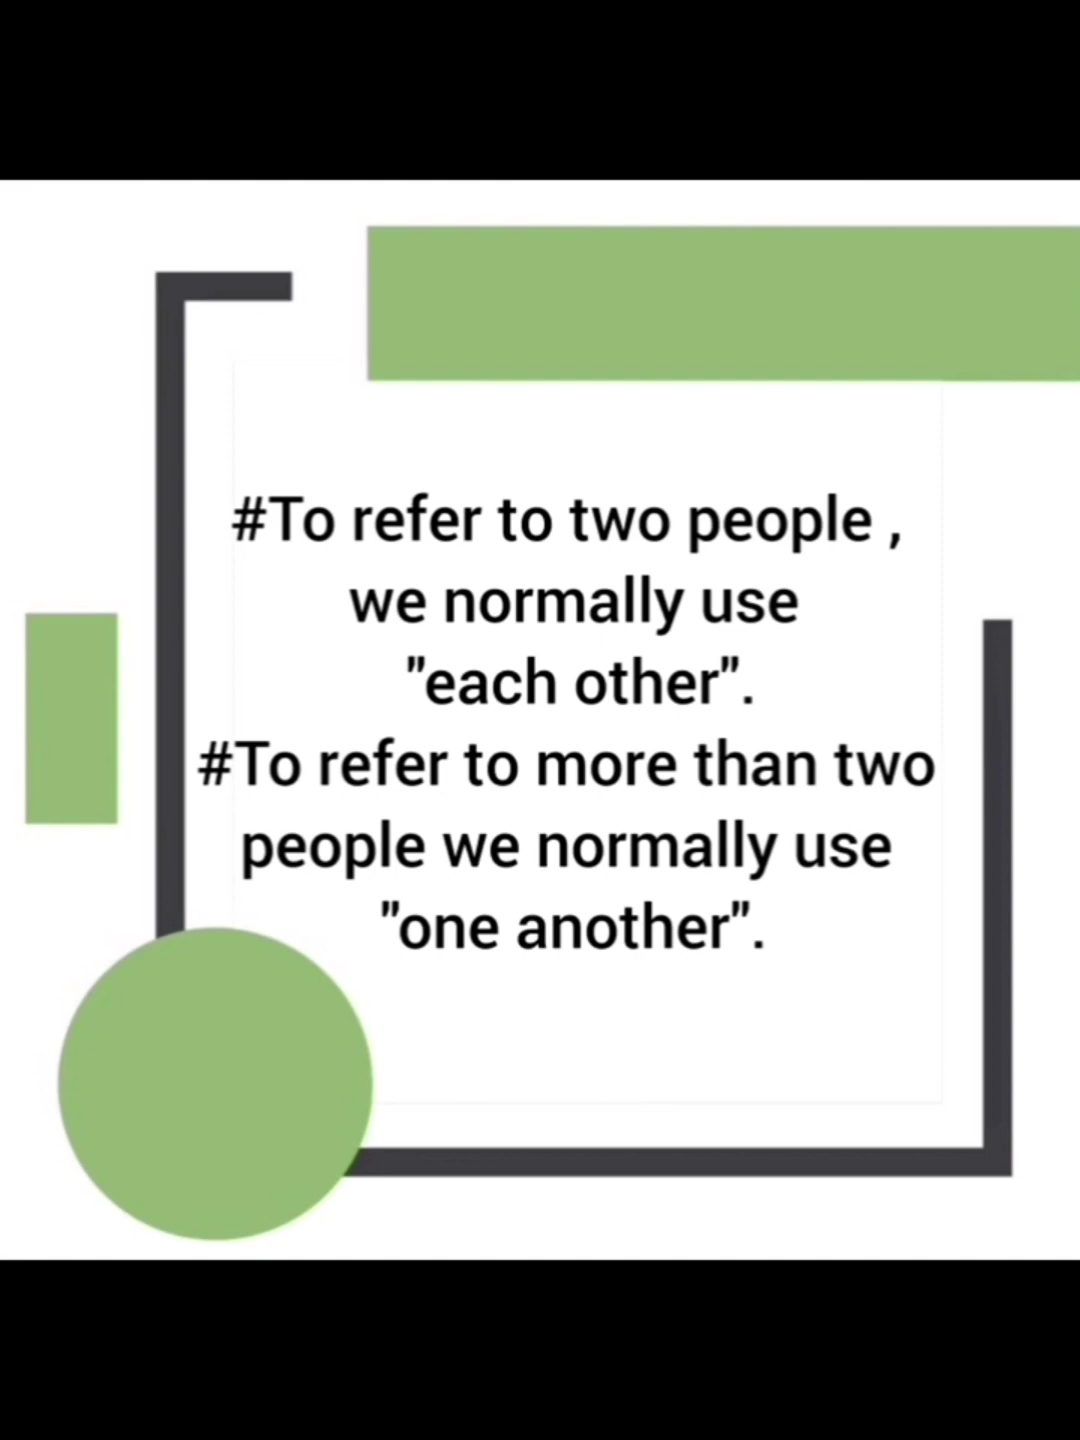 #To refer to two people ,
we normally use
"each other".
#To refer to more than two
people we normally use
"one another".